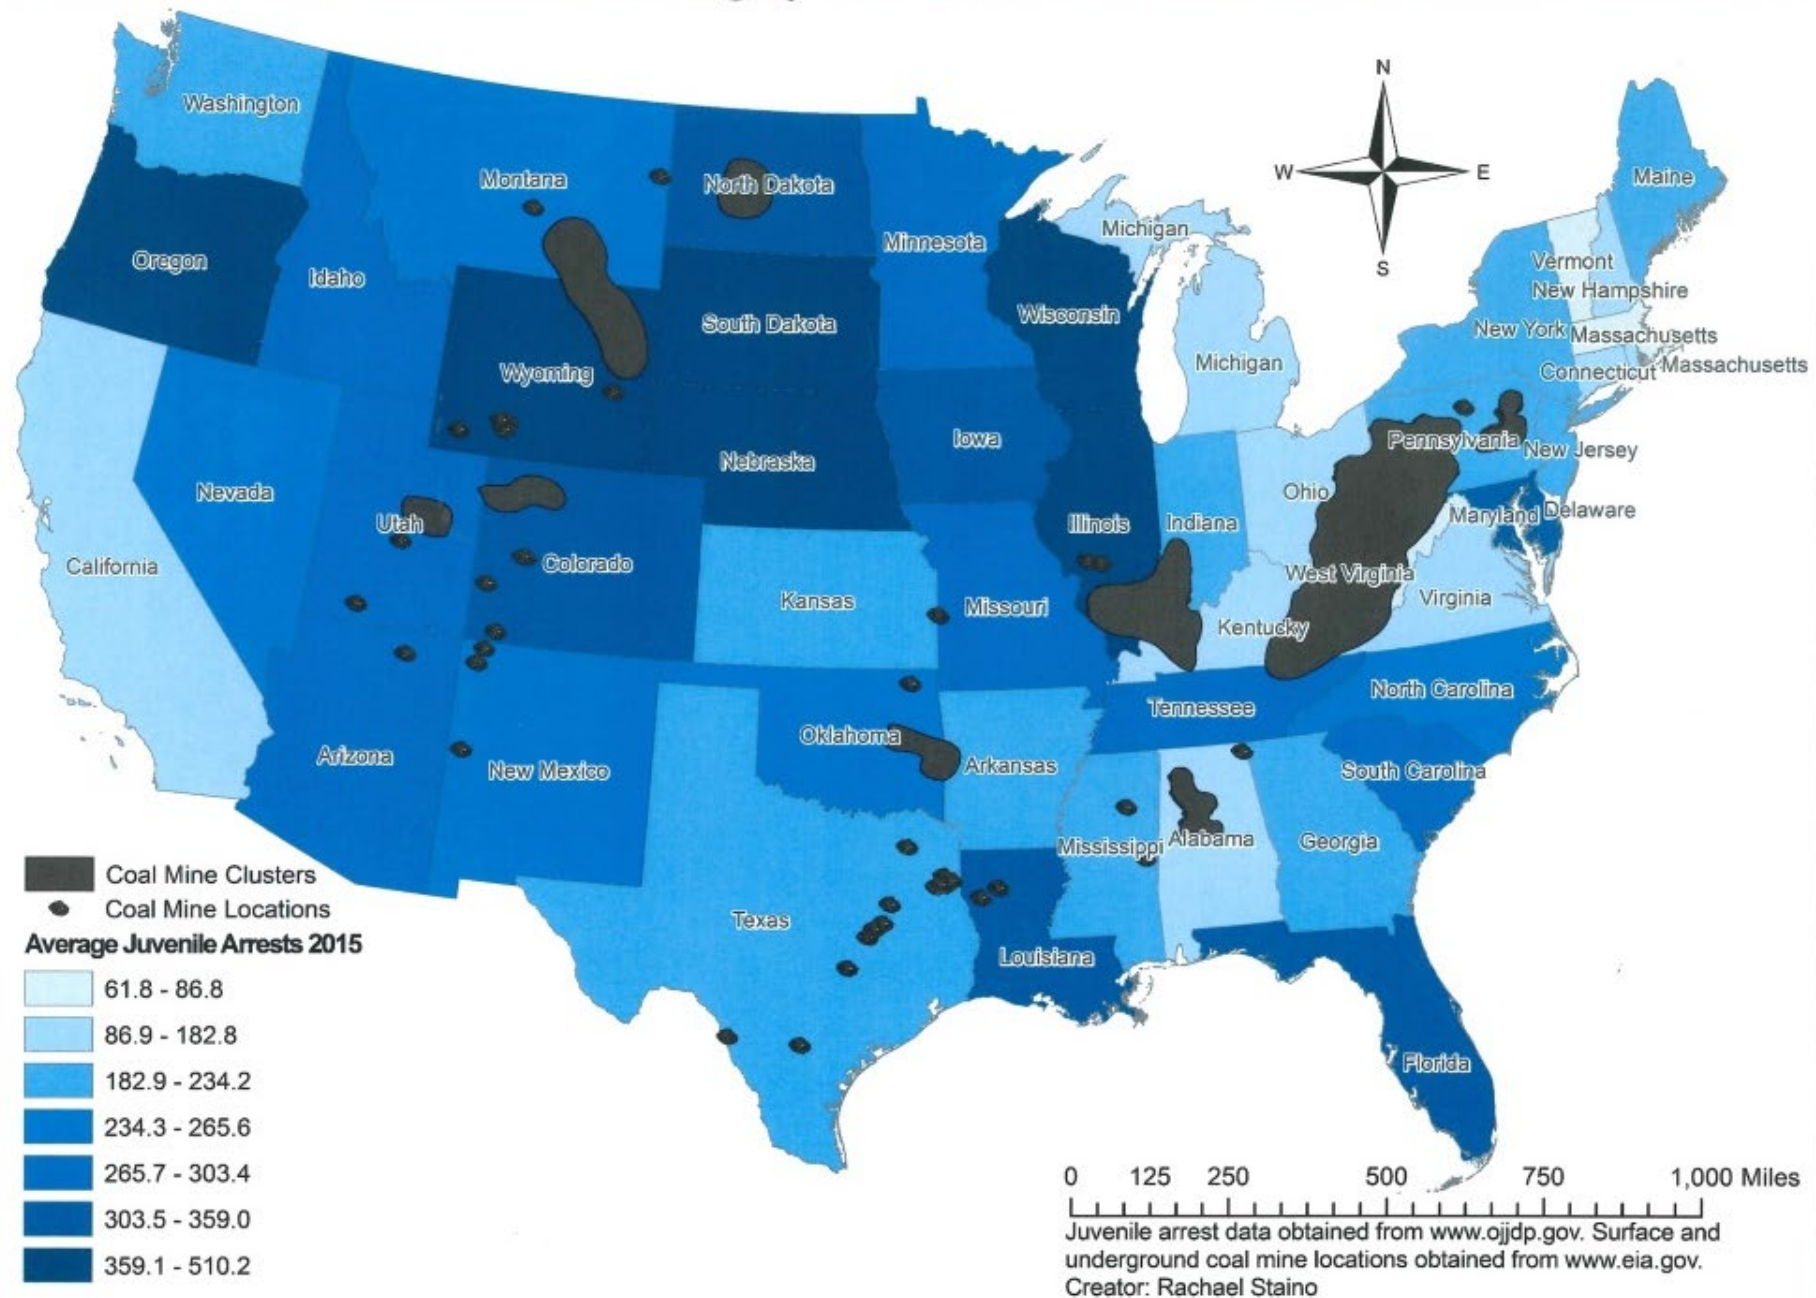 N
W E
S
Washington
Montana
North Dakota
Minnesota
Michigan
Maine
Oregon
Idaho
South Dakota
Wisconsin
Vermont
New Hampshire
New York
Massachusetts
Massachusetts
Connecticut
Michigan
Wyoming
Nebraska
Iowa
Pennsylvania
New Jersey
Nevada
Utah
Colorado
Illinois
Indiana
Ohio
Maryland
Delaware
California
Kansas
Missouri
West Virginia
Virginia
Kentucky
Arizona
New Mexico
Oklahoma
Arkansas
Tennessee
North Carolina
South Carolina
Texas
Louisiana
Mississippi
Alabama
Georgia
Florida
Coal Mine Clusters
Coal Mine Locations
Average Juvenile Arrests 2015
61.8 - 86.8
86.9 - 182.8
182.9 - 234.2
234.3 - 265.6
265.7 - 303.4
303.5 - 359.0
359.1 - 510.2
0 125 250 500 750 1,000 Miles
Juvenile arrest data obtained from www.ojjdp.gov. Surface and
underground coal mine locations obtained from www.eia.gov.
Creator: Rachael Staino